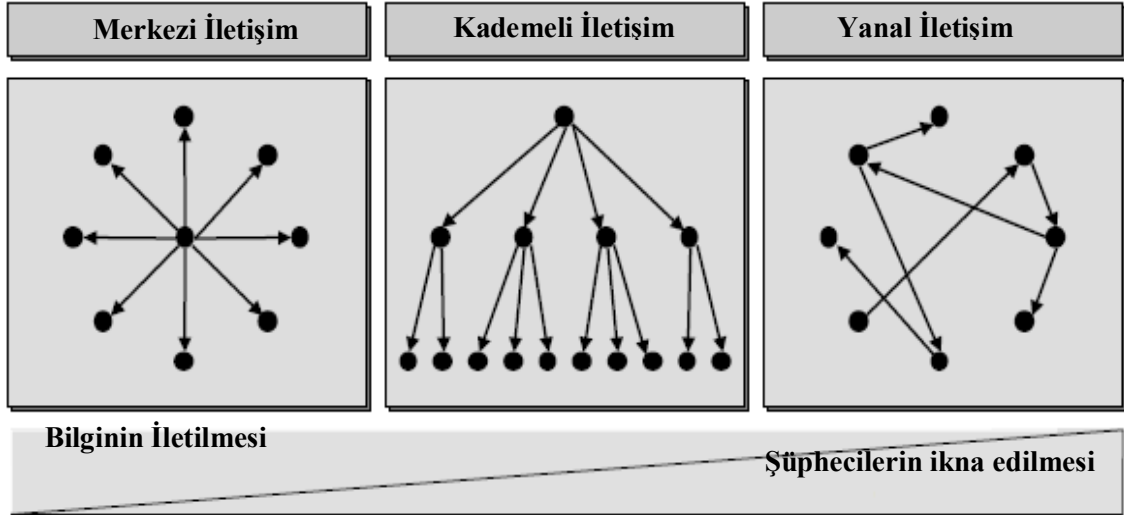 Merkezi İletişim
Kademeli İletişim
Yanal İletişim
Bilginin İletilmesi
Şüphecilerin ikna edilmesi